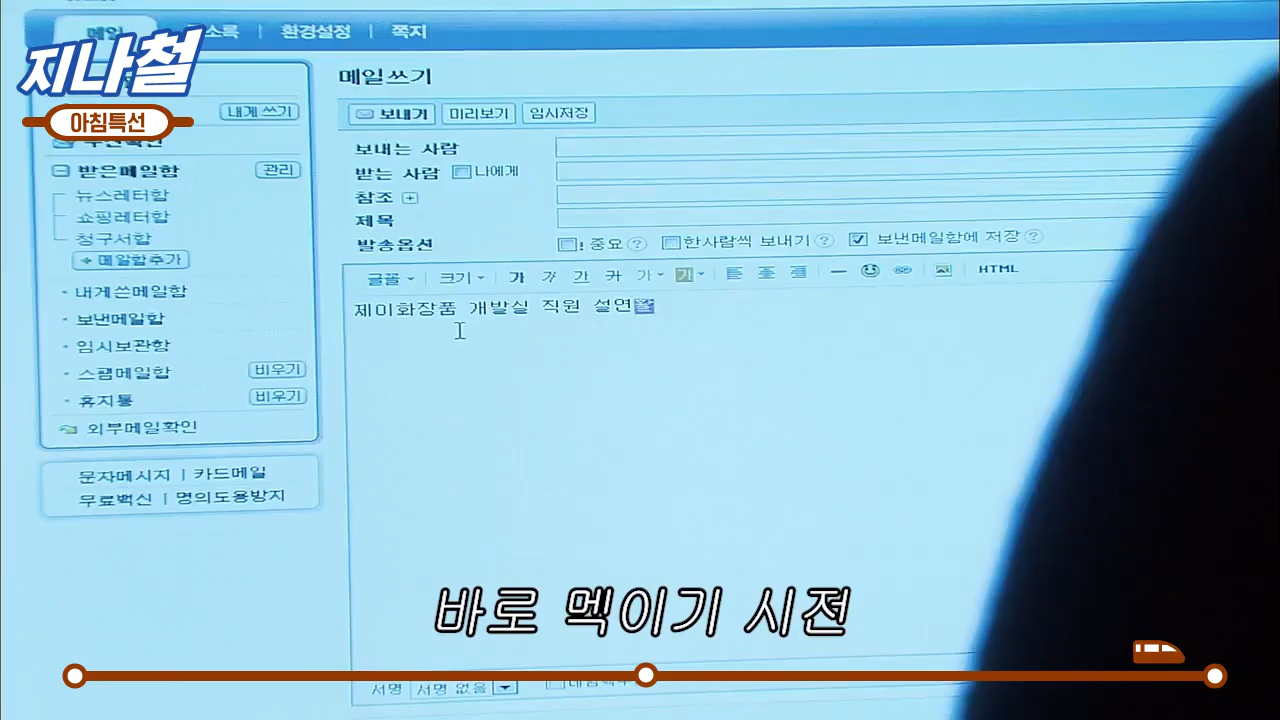 메일 | 환경설정 | 쪽지
지나철
아침특선
내게쓰기
받은메일함 관리
뉴스레터함
쇼핑레터함
청구서함
+ 메일함추가
내게쓴메일함
보낸메일함
임시보관함
스팸메일함 비우기
휴지통 비우기
외부메일확인
문자메시지 | 카드메일
무료백신 | 명의도용방지
메일쓰기
보내기 미리보기 임시저장
보내는 사람
받는 사람 나에게
참조 +
제목
발송옵션 ! 중요 ? 한사람씩 보내기 ? 보낸메일함에 저장 ?
글꼴 크기 가 가 가 가 가 가 HTML
제이화장품 개발실 직원 설연
바로 멕이기 시젼
서명 서명 없음